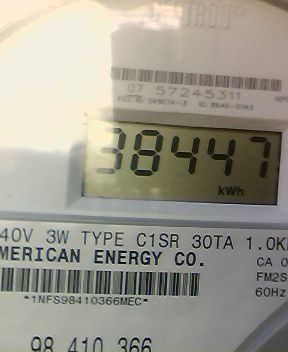 07 57245311
38447
kWh
40V 3W TYPE C1SR 30TA 1.0K
MERICAN ENERGY CO.
CA 0
FM2S
60Hz
*1NFS98410366MEC*
98 410 366